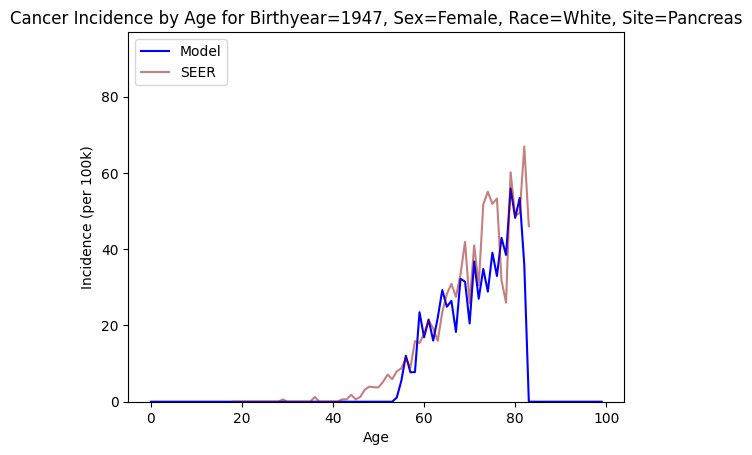 Cancer Incidence by Age for Birthyear=1947, Sex=Female, Race=White, Site=Pancreas
Model
SEER
80
60
40
20
0
Incidence (per 100k)
0 20 40 60 80 100
Age